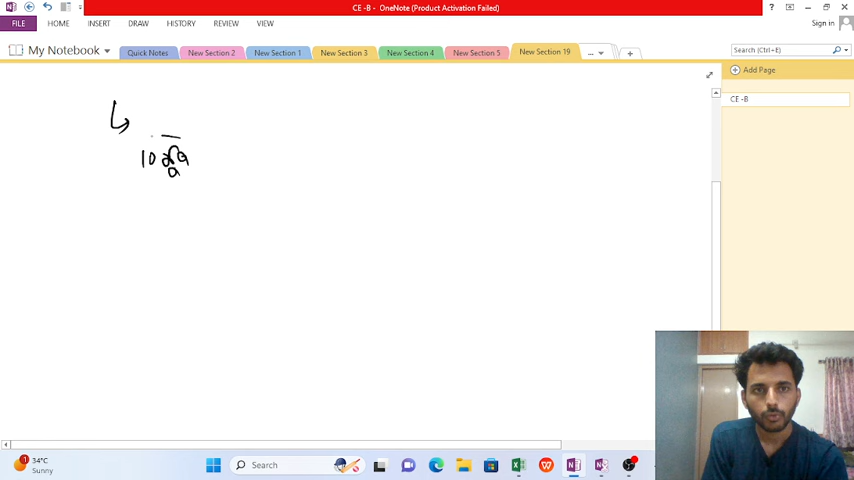 CE -B - OneNote (Product Activation Failed)
FILE HOME INSERT DRAW HISTORY REVIEW VIEW
Sign in
My Notebook
Quick Notes New Section 2 New Section 1 New Section 3 New Section 4 New Section 5 New Section 19 ...
Search (Ctrl+E)
Add Page
CE -B
10
1
34°C
Sunny
Search